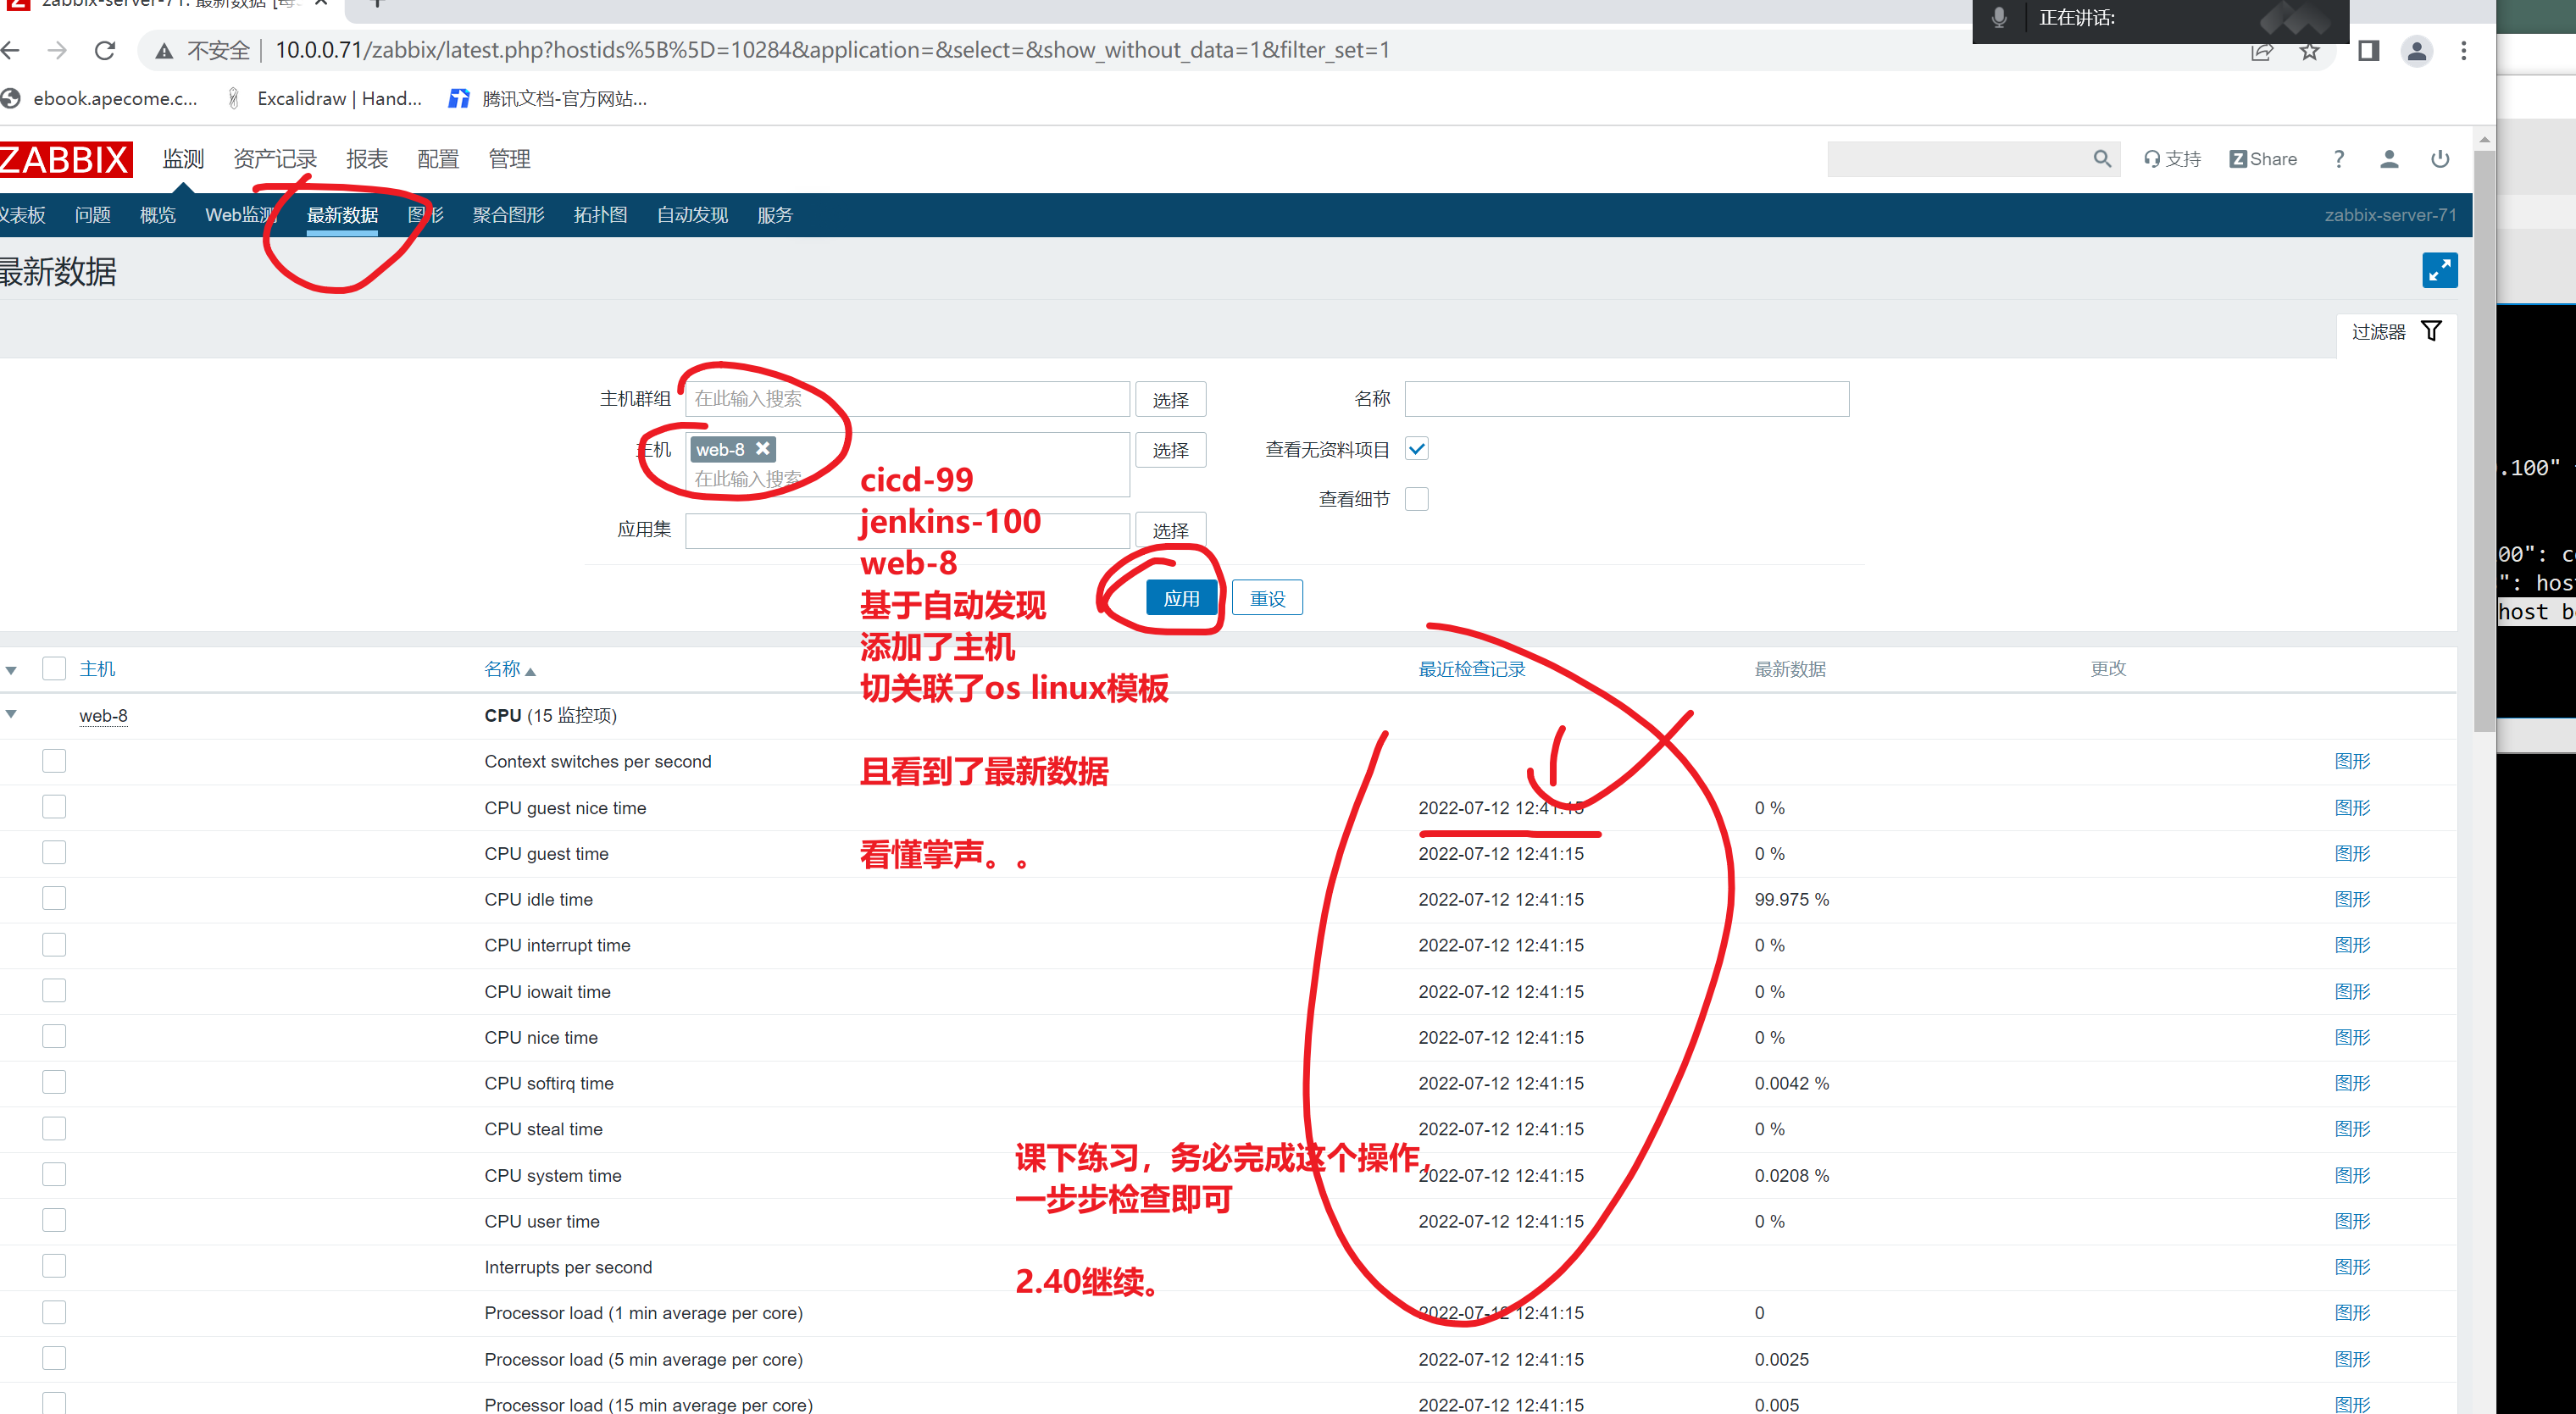 zabbix-server-71: 最新数据 [每
正在讲话:
不安全 10.0.0.71/zabbix/latest.php?hostids%5B%5D=10284&application=&select=&show_without_data=1&filter_set=1
ebook.apecome.c... Excalidraw | Hand... 腾讯文档-官方网站...
ZABBIX 监测 资产记录 报表 配置 管理 支持 Z Share ?
仪表板 问题 概览 Web监测 最新数据 图形 聚合图形 拓扑图 自动发现 服务 zabbix-server-71
最新数据
过滤器
主机群组 在此输入搜索 选择 名称
主机 web-8 选择 查看无资料项目
在此输入搜索
cicd-99
查看细节
jenkins-100
应用集 选择
web-8
基于自动发现
应用 重设
添加了主机
切关联了os linux模板
主机 名称 最近检查记录 最新数据 更改
web-8 CPU (15 监控项)
Context switches per second 图形
且看到了最新数据
CPU guest nice time 2022-07-12 12:41:15 0 % 图形
CPU guest time 2022-07-12 12:41:15 0 % 图形
看懂掌声。。
CPU idle time 2022-07-12 12:41:15 99.975 % 图形
CPU interrupt time 2022-07-12 12:41:15 0 % 图形
CPU iowait time 2022-07-12 12:41:15 0 % 图形
CPU nice time 2022-07-12 12:41:15 0 % 图形
CPU softirq time 2022-07-12 12:41:15 0.0042 % 图形
CPU steal time 2022-07-12 12:41:15 0 % 图形
课下练习，务必完成这个操作，
CPU system time 2022-07-12 12:41:15 0.0208 % 图形
一步步检查即可
CPU user time 2022-07-12 12:41:15 0 % 图形
Interrupts per second 图形
2.40继续。
Processor load (1 min average per core) 2022-07-12 12:41:15 0 图形
Processor load (5 min average per core) 2022-07-12 12:41:15 0.0025 图形
Processor load (15 min average per core) 2022-07-12 12:41:15 0.005 图形
.100"
00": c
": hos
host b